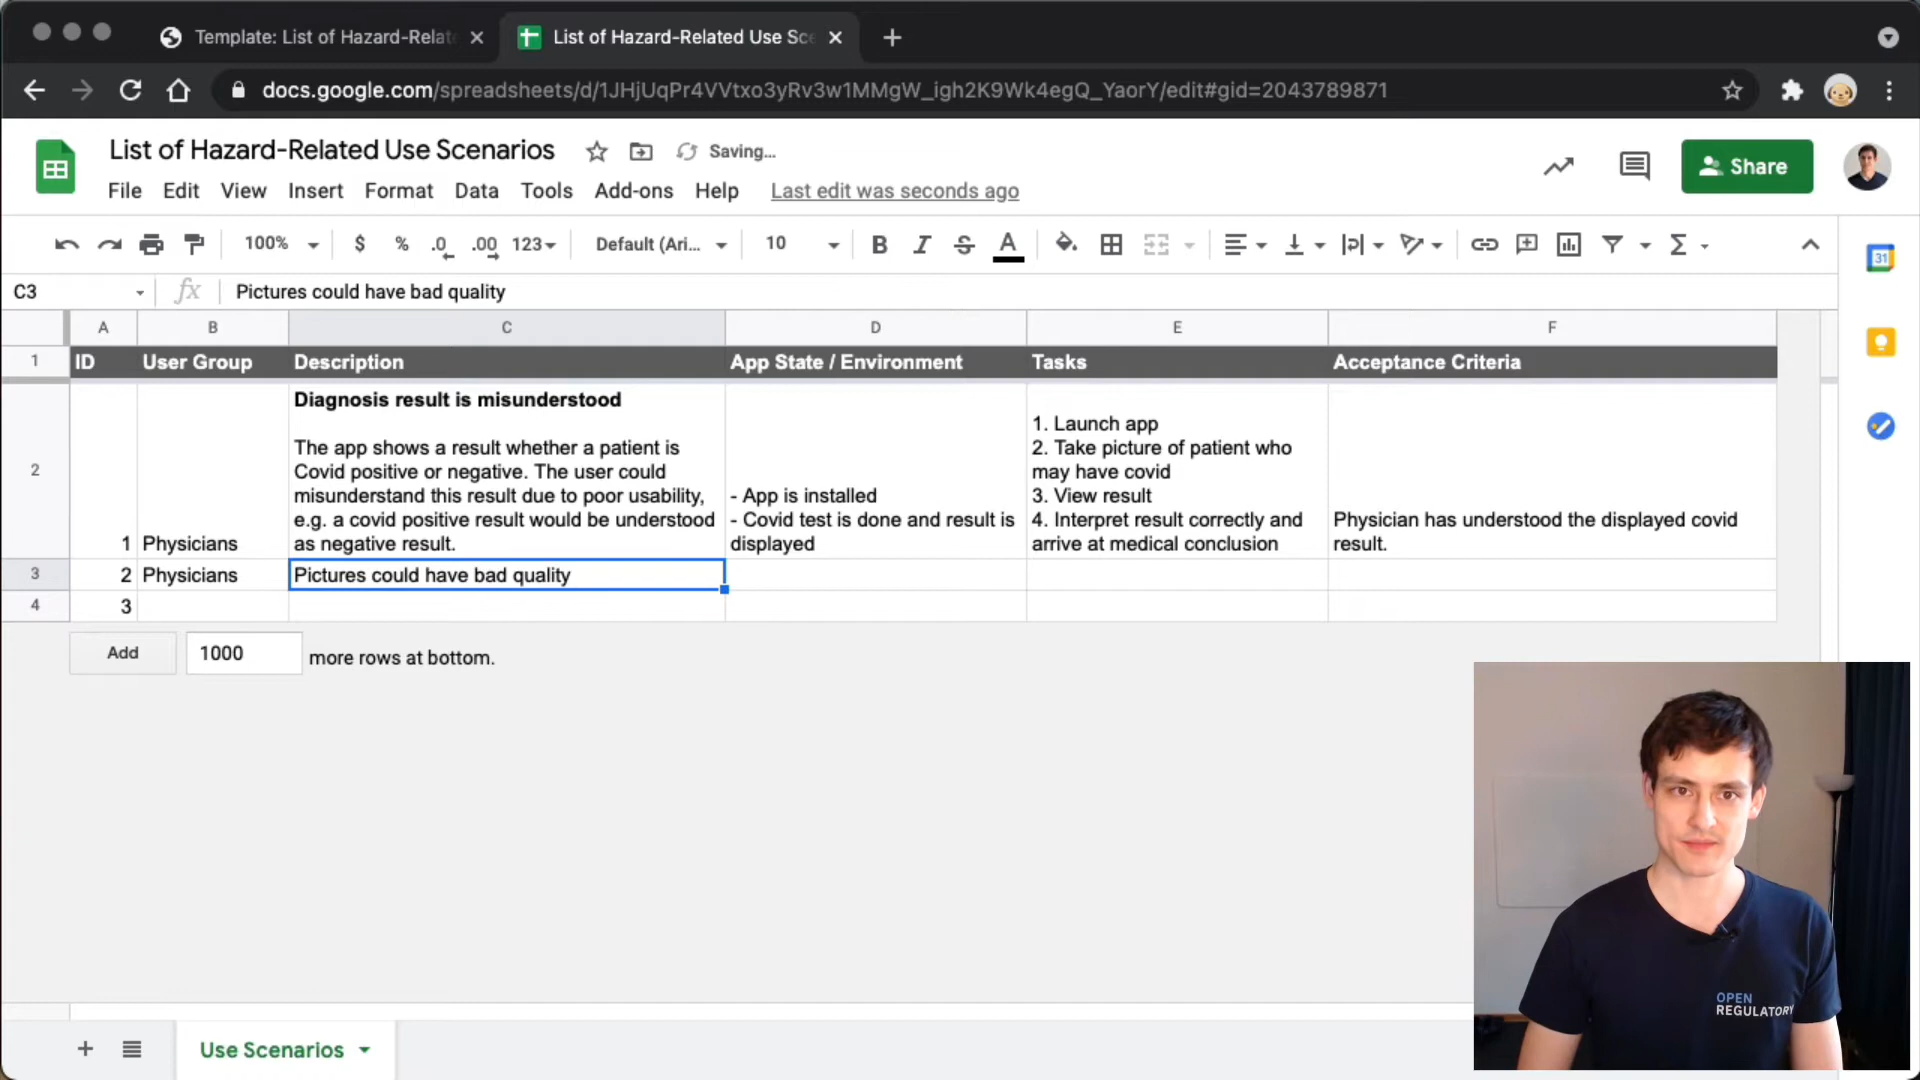 Template: List of Hazard-Relat
List of Hazard-Related Use Sce
docs.google.com/spreadsheets/d/1JHjUqPr4VVtxo3yRv3w1MMgW_igh2K9Wk4egQ_YaorY/edit#gid=2043789871
List of Hazard-Related Use Scenarios
Saving...
Share
File Edit View Insert Format Data Tools Add-ons Help Last edit was seconds ago
100% $ % .0 .00 123 Default (Ari... 10 B I S A Σ
31
C3 fx Pictures could have bad quality
A B C D E F
1 ID User Group Description App State / Environment Tasks Acceptance Criteria
2
1 Physicians
Diagnosis result is misunderstood
The app shows a result whether a patient is
Covid positive or negative. The user could
misunderstand this result due to poor usability,
e.g. a covid positive result would be understood
as negative result.
- App is installed
- Covid test is done and result is
displayed
1. Launch app
2. Take picture of patient who
may have covid
3. View result
4. Interpret result correctly and
arrive at medical conclusion
Physician has understood the displayed covid
result.
3 2 Physicians Pictures could have bad quality
4 3
Add 1000 more rows at bottom.
OPEN
REGULATORY
Use Scenarios